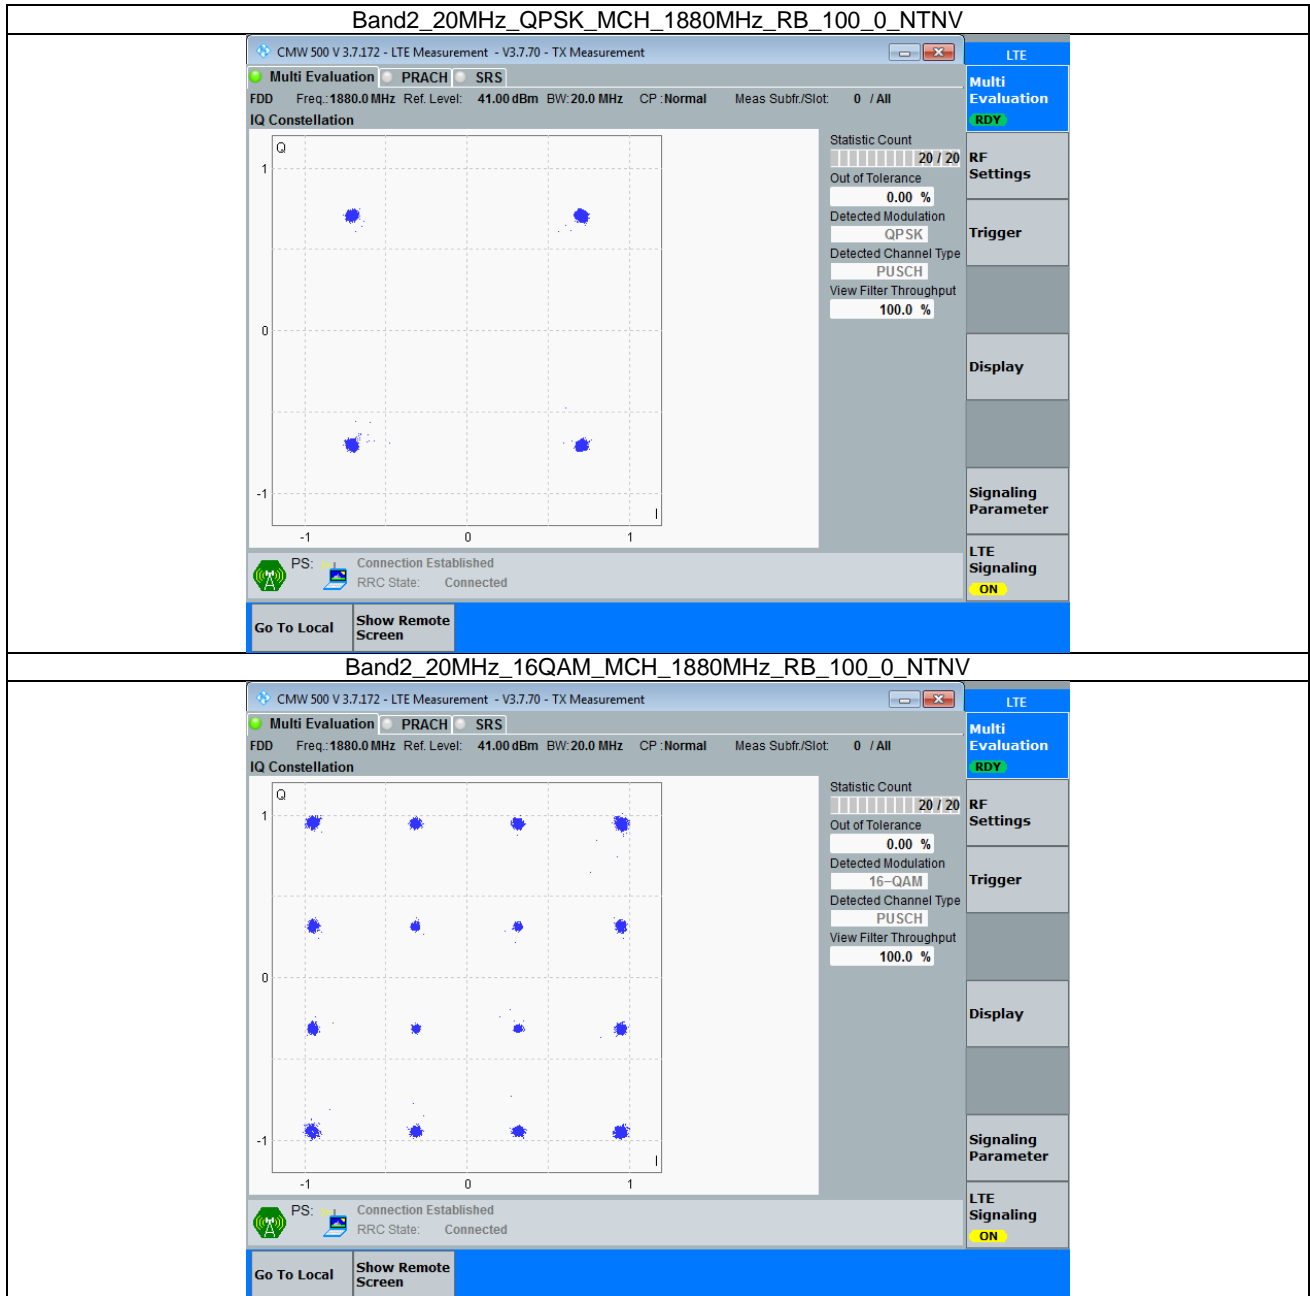 Band2_20MHz_QPSK_MCH_1880MHz_RB_100_0_NTNV
CMW 500 V 3.7.172 - LTE Measurement - V3.7.70 - TX Measurement
LTE
Multi Evaluation PRACH SRS
FDD Freq.:1880.0 MHz Ref. Level: 41.00 dBm BW:20.0 MHz CP :Normal Meas Subfr./Slot: 0 / All
IQ Constellation
Q
1
0
-1
I
-1 0 1
Statistic Count
20 / 20
Out of Tolerance
0.00 %
Detected Modulation
QPSK
Detected Channel Type
PUSCH
View Filter Throughput
100.0 %
Multi
Evaluation
RDY
RF
Settings
Trigger
Display
Signaling
Parameter
LTE
Signaling
ON
PS: Connection Established
RRC State: Connected
Go To Local
Show Remote
Screen
Band2_20MHz_16QAM_MCH_1880MHz_RB_100_0_NTNV
CMW 500 V 3.7.172 - LTE Measurement - V3.7.70 - TX Measurement
LTE
Multi Evaluation PRACH SRS
FDD Freq.:1880.0 MHz Ref. Level: 41.00 dBm BW:20.0 MHz CP :Normal Meas Subfr./Slot: 0 / All
IQ Constellation
Q
1
0
-1
I
-1 0 1
Statistic Count
20 / 20
Out of Tolerance
0.00 %
Detected Modulation
16-QAM
Detected Channel Type
PUSCH
View Filter Throughput
100.0 %
Multi
Evaluation
RDY
RF
Settings
Trigger
Display
Signaling
Parameter
LTE
Signaling
ON
PS: Connection Established
RRC State: Connected
Go To Local
Show Remote
Screen